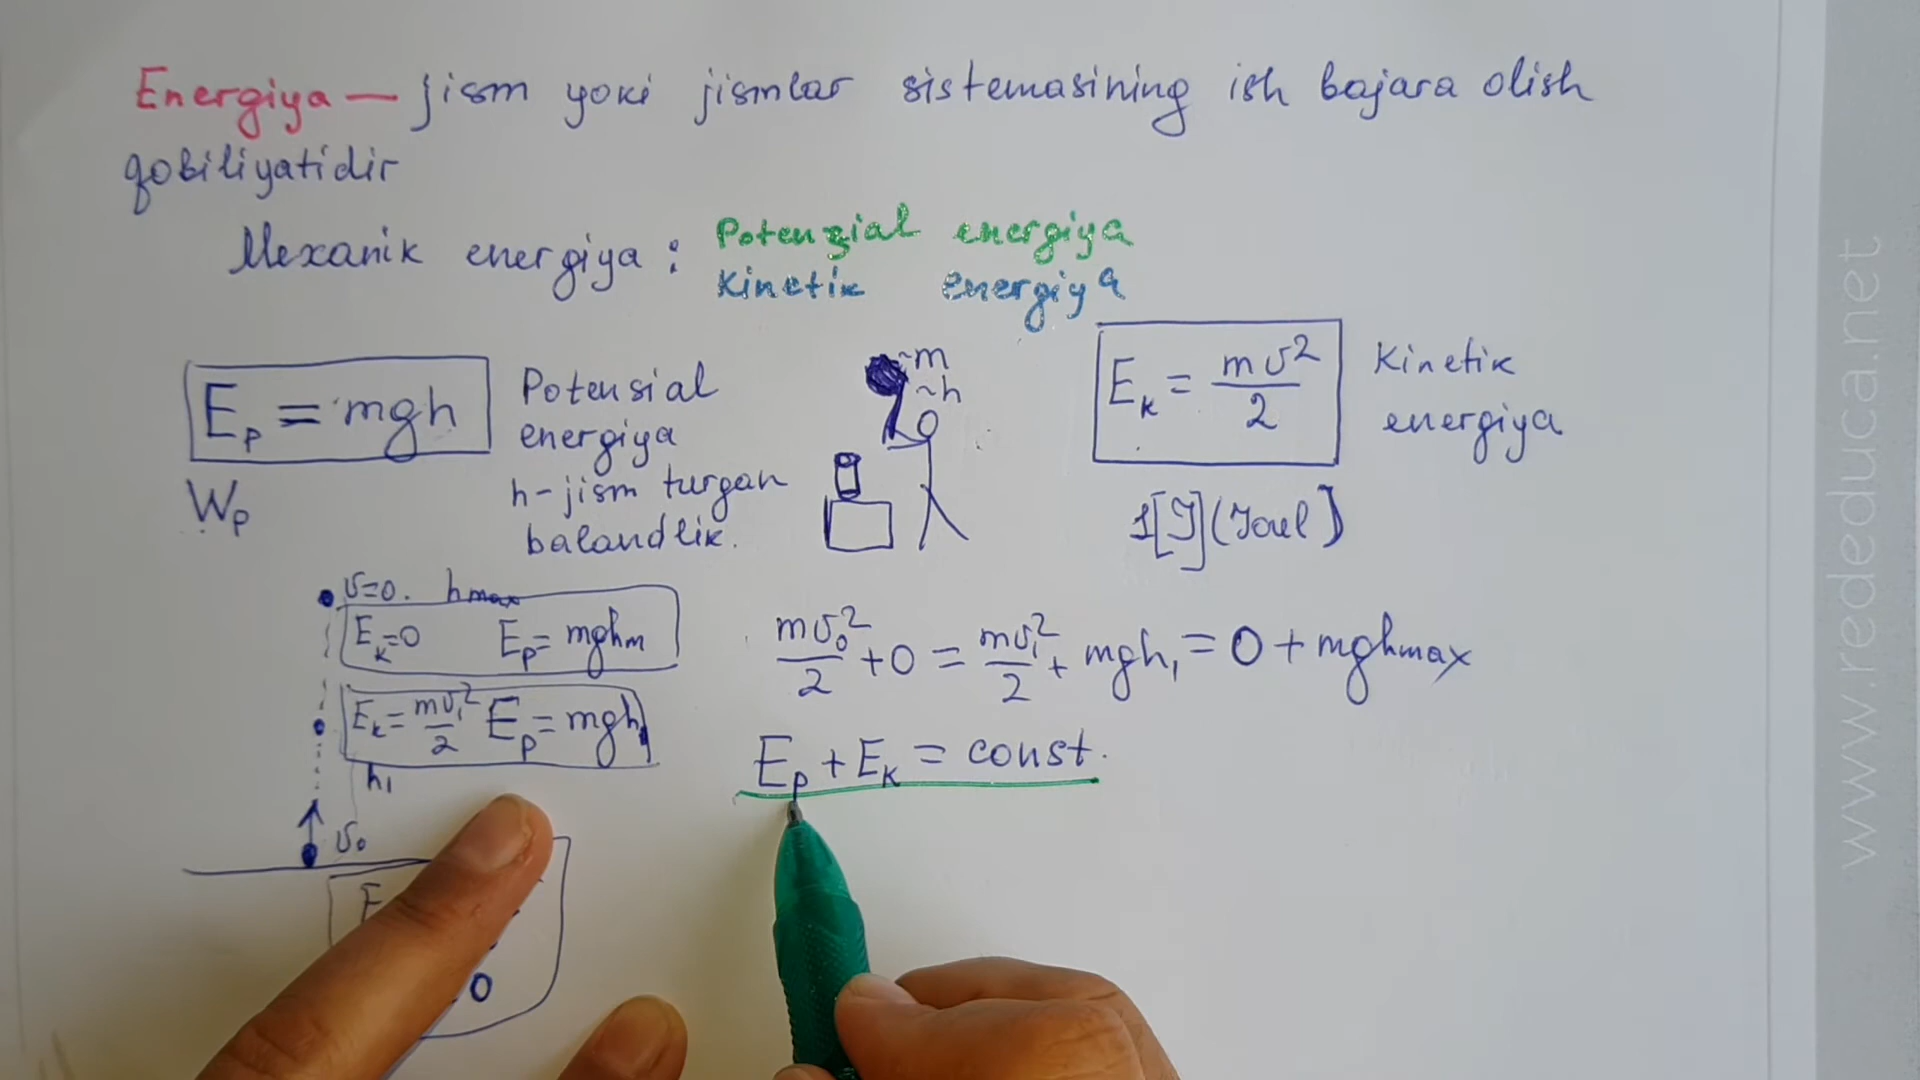 Energiya — jism yoki jismlar sistemasining ish bajara olish
qobiliyatidir
Mexanik energiya : Potenzial energiya
Kinetik energiya
Eₚ = mgh
Potensial
energiya
h-jism turgan
balandlik.
Wₚ
~m
~h
Eₖ = mυ²/2
Kinetik
energiya
1[J](Joul)
υ=0. hmax
Eₖ=0 Eₚ= mghm
Eₖ= mυ₁²/2 Eₚ= mgh₁
h₁
υ₀
E
0
mυ₀²/2 + 0 = mυ₁²/2 + mgh₁ = 0 + mghmax
Eₚ + Eₖ = const.
www.rededuca.net